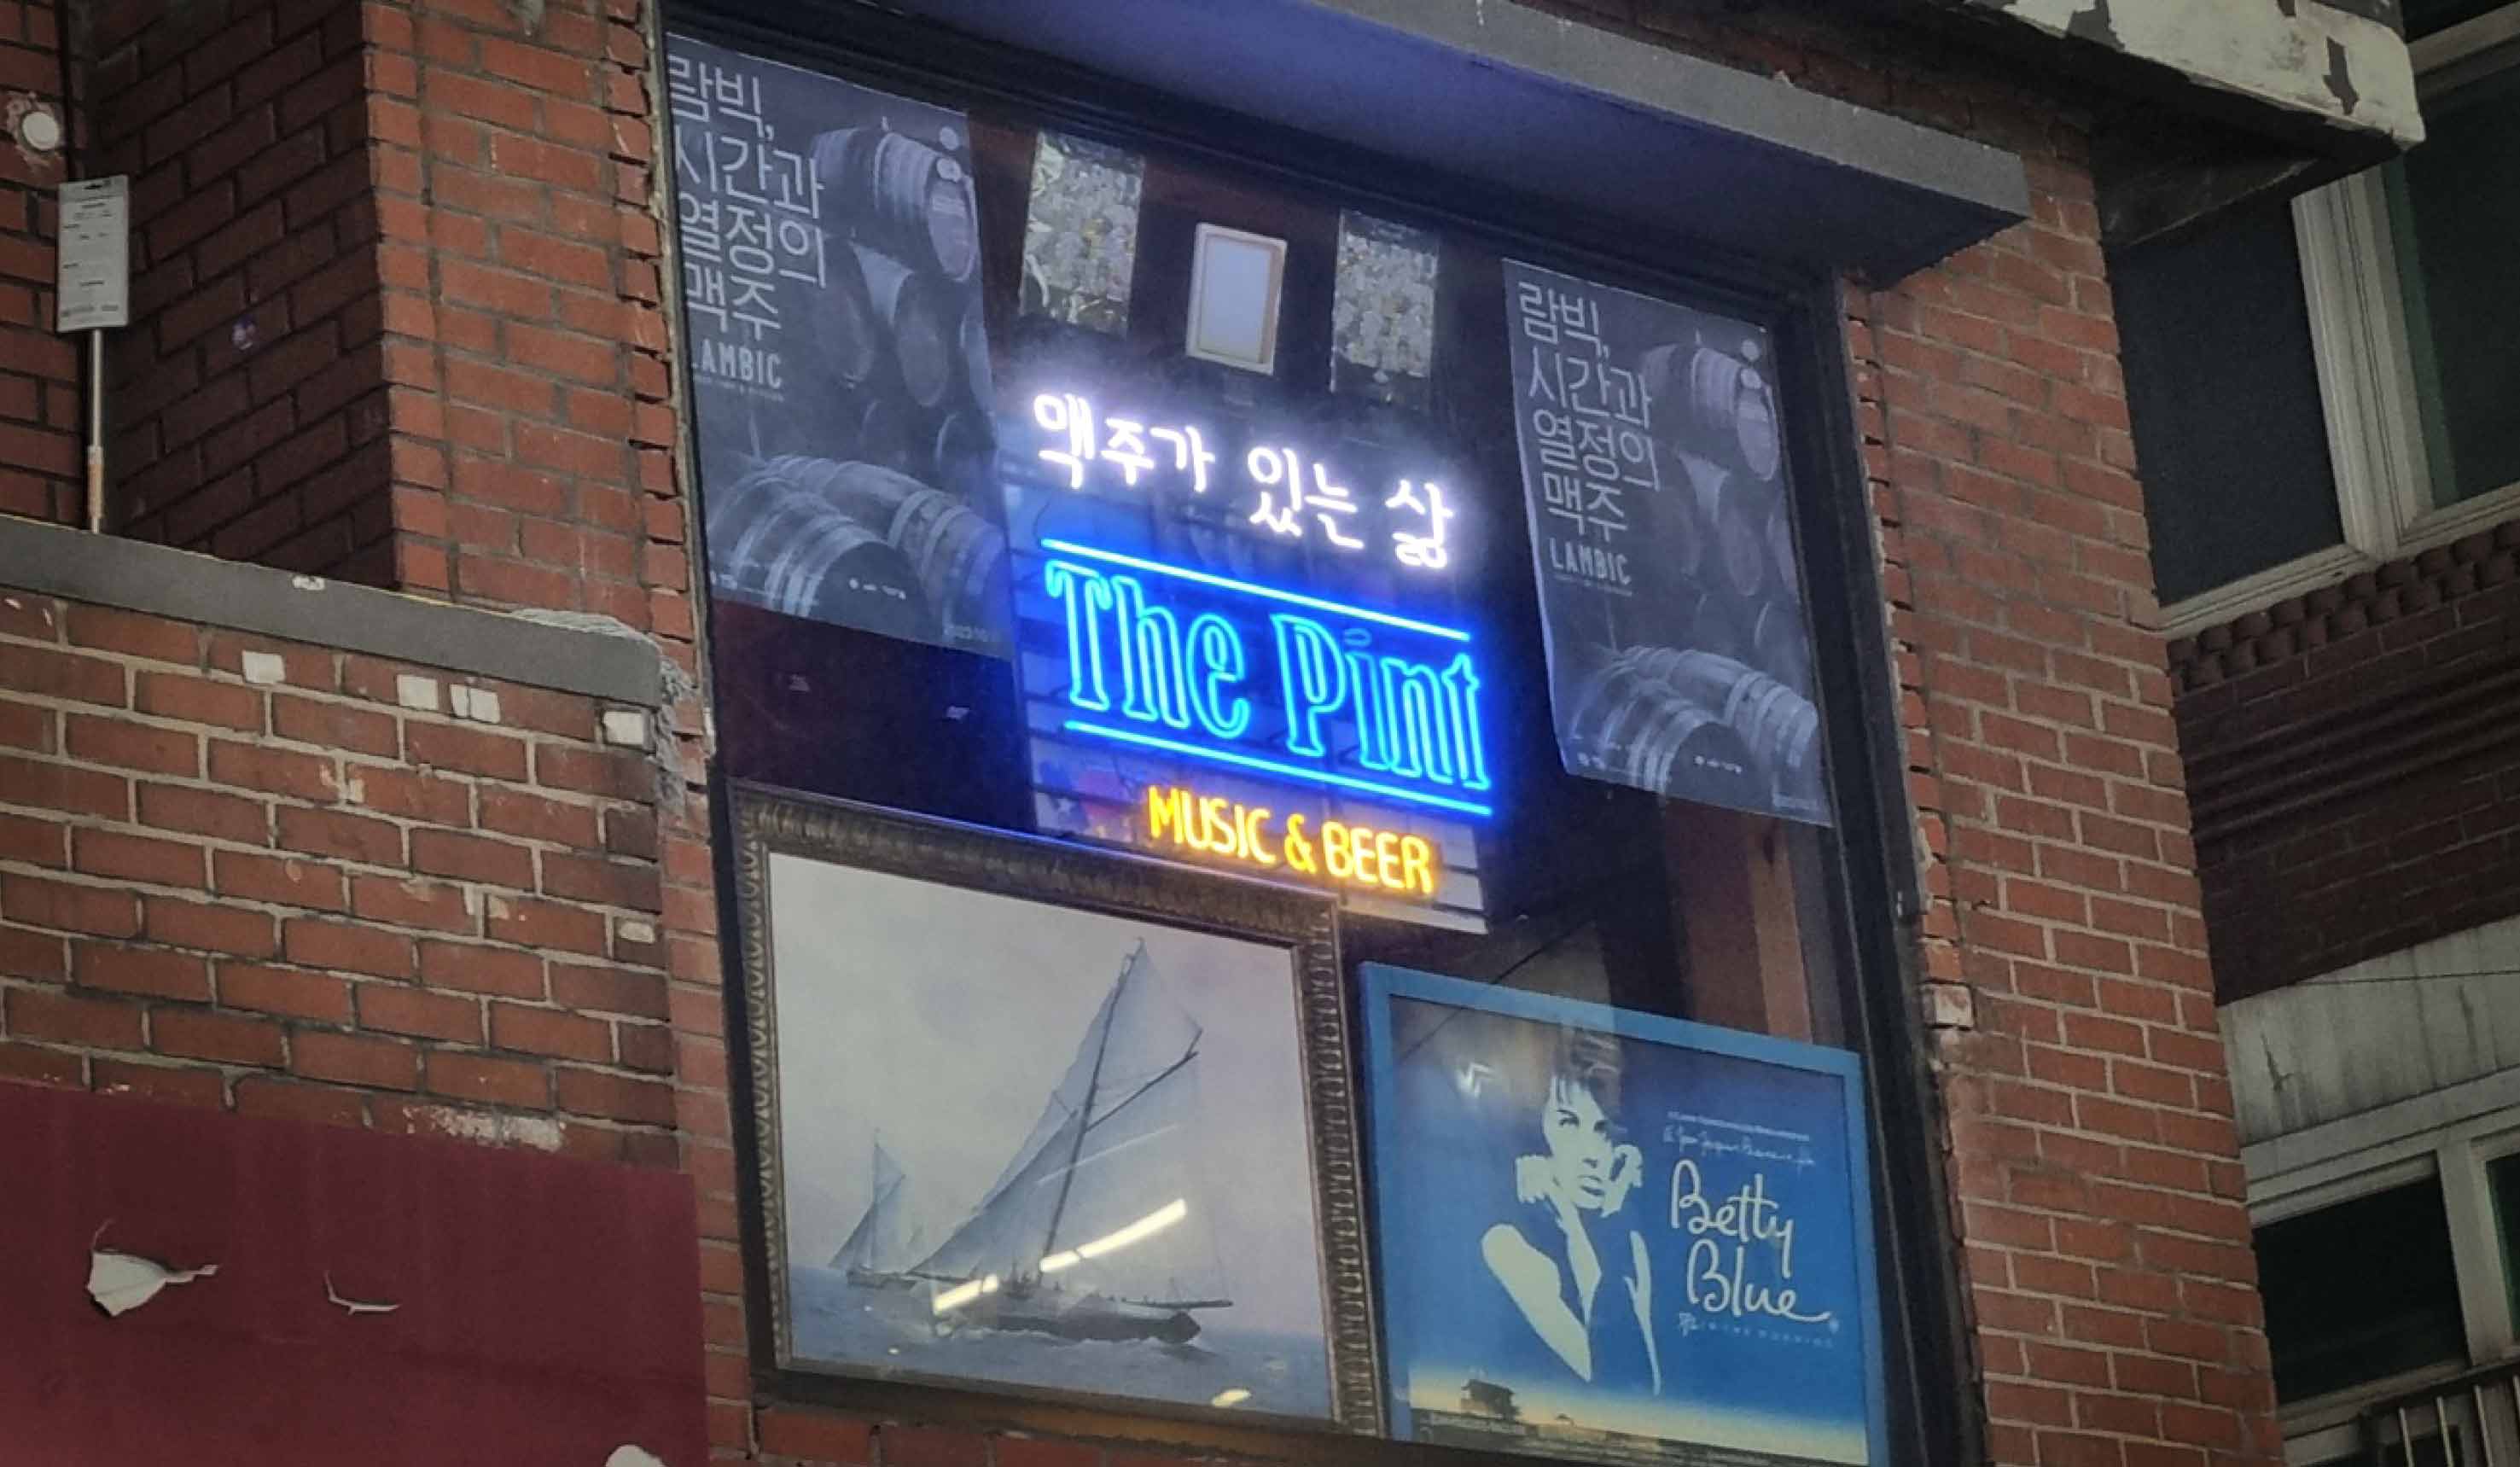 람빅,
시간과
열정의
맥주
LAMBIC
맥주가 있는 삶
The Pint
MUSIC & BEER
람빅,
시간과
열정의
맥주
LAMBIC
Betty
Blue